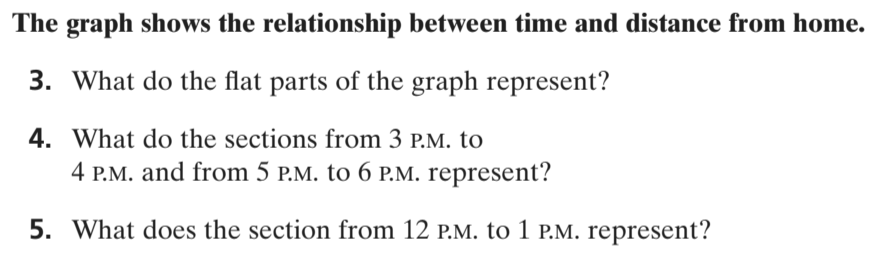 The graph shows the relationship between time and distance from home.
3. What do the flat parts of the graph represent?
4. What do the sections from 3 P.M. to
4 P.M. and from 5 P.M. to 6 P.M. represent?
5. What does the section from 12 P.M. to 1 P.M. represent?